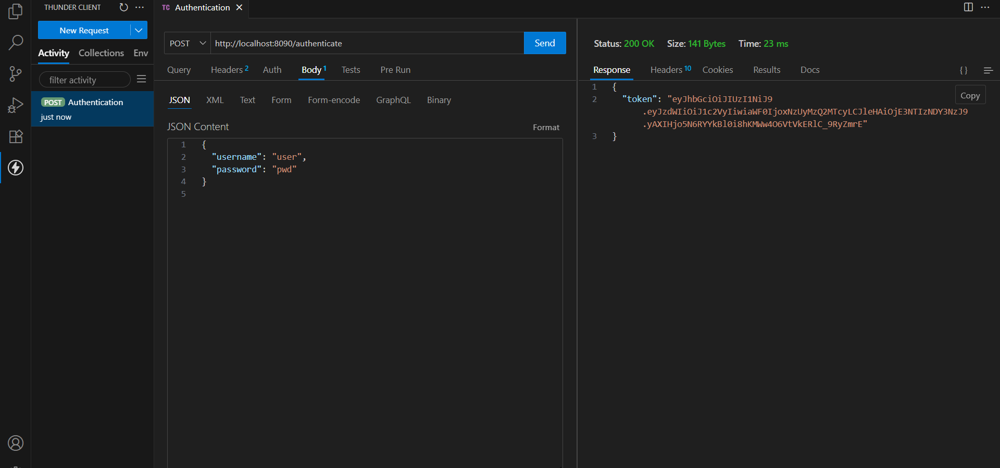 THUNDER CLIENT
New Request
Activity Collections Env
filter activity
POST Authentication
just now
TC Authentication
POST http://localhost:8090/authenticate Send
Query Headers 2 Auth Body 1 Tests Pre Run
JSON XML Text Form Form-encode GraphQL Binary
JSON Content Format
1 {
2 "username": "user",
3 "password": "pwd"
4 }
5
Status: 200 OK Size: 141 Bytes Time: 23 ms
Response Headers 10 Cookies Results Docs { }
Copy
1 {
2 "token": "eyJhbGciOiJIUzI1NiJ9
.eyJzdWIiOiJ1c2VyIiwiaWF0IjoxNzUyMzQ2MTcyLCJleHAiOjE3NTIzNDY3NzJ9
.yAXIHjo5N6RYYkBl0i8hKMWw4O6VtVkERlC_9RyZmrE"
3 }